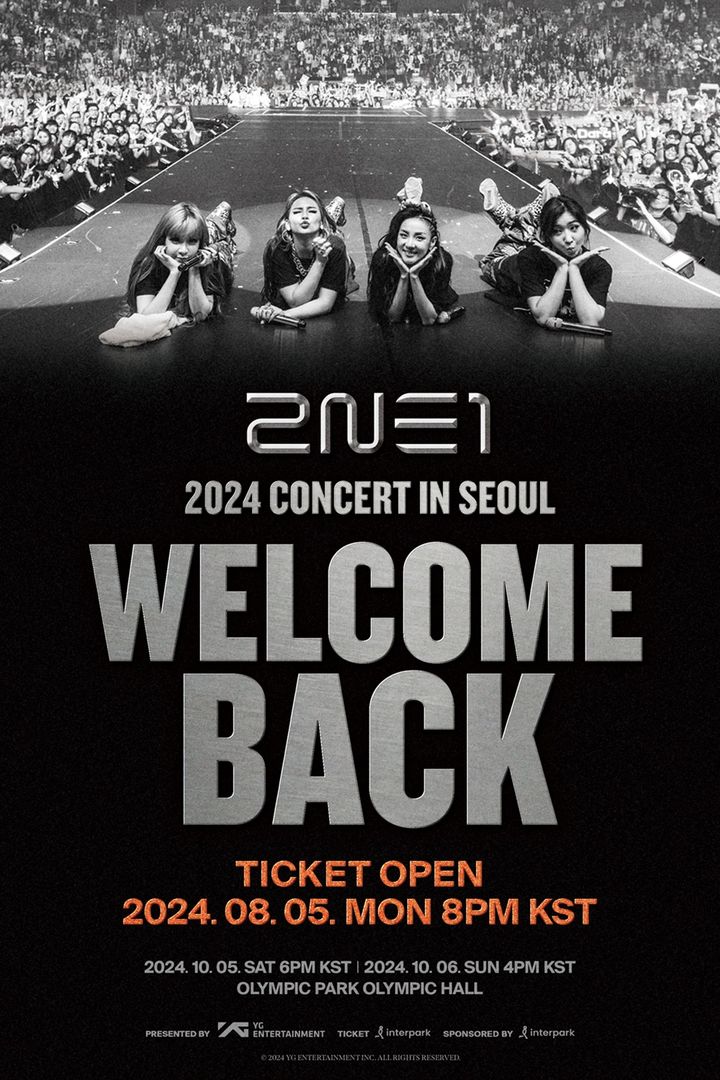 Dara
2NE1
2024 CONCERT IN SEOUL
WELCOME
BACK
TICKET OPEN
2024. 08. 05. MON 8PM KST
2024. 10. 05. SAT 6PM KST | 2024. 10. 06. SUN 4PM KST
OLYMPIC PARK OLYMPIC HALL
PRESENTED BY YG ENTERTAINMENT TICKET interpark SPONSORED BY interpark
© 2024 YG ENTERTAINMENT INC. ALL RIGHTS RESERVED.